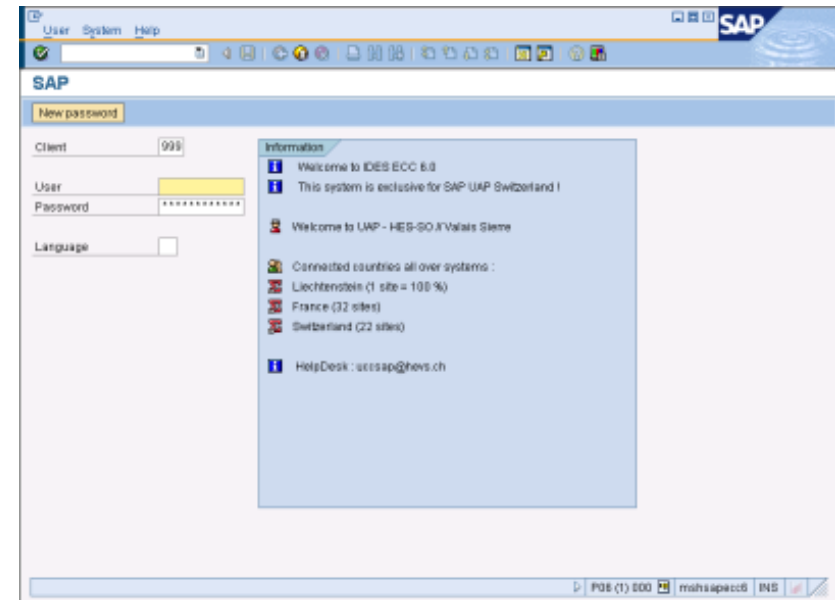 User System Help
SAP
SAP
New password
Client 999
User
Password ************
Language
Information
Welcome to IDES ECC 6.0
This system is exclusive for SAP UAP Switzerland !
Welcome to UAP - HES-SO // Valais Sierre
Connected countries all over systems :
Liechtenstein (1 site = 100 %)
France (32 sites)
Switzerland (22 sites)
HelpDesk : uccsap@hevs.ch
P06 (1) 000 mshsapecc6 INS